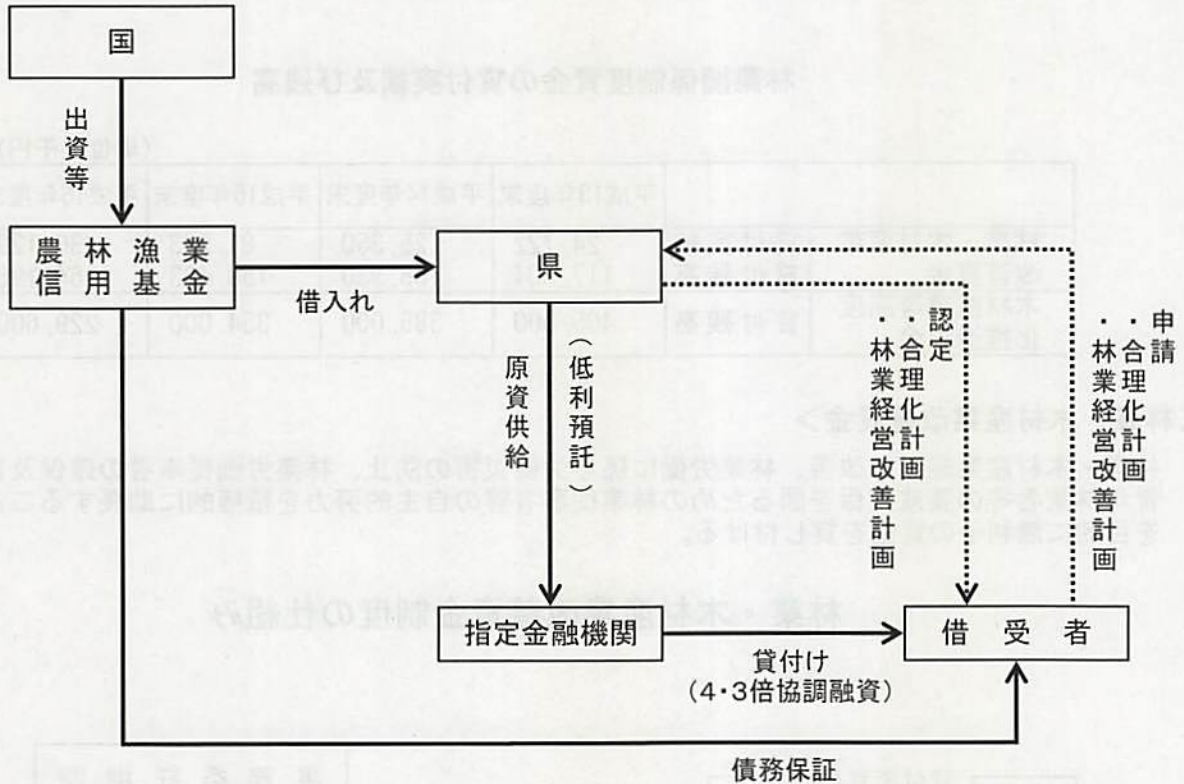 国
出資等
農林漁業
信用基金
借入れ
県
原資供給
（低利預託）
認定
・合理化計画
・林業経営改善計画
申請
・合理化計画
・林業経営改善計画
指定金融機関
貸付け
（4・3倍協調融資）
借受者
債務保証